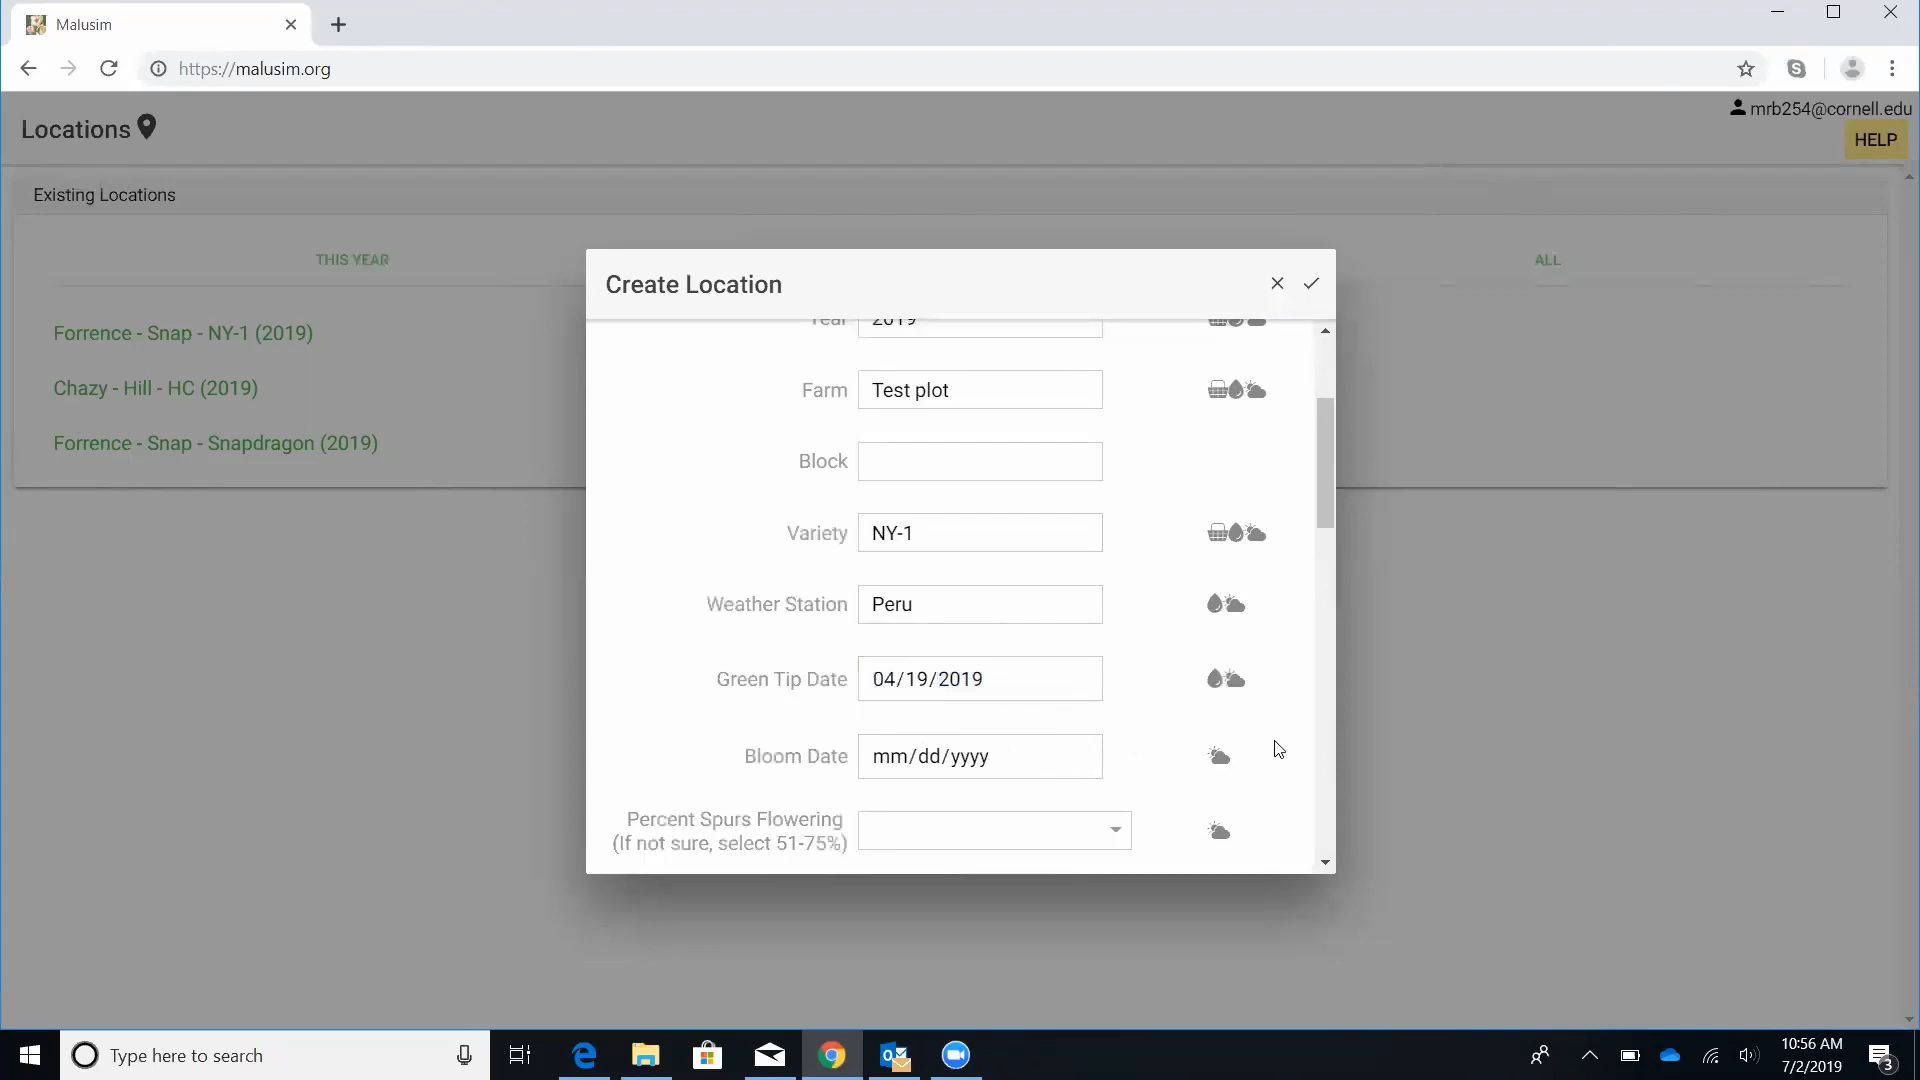 Malusim
https://malusim.org
Locations
mrb254@cornell.edu
HELP
Existing Locations
THIS YEAR
ALL
Forrence - Snap - NY-1 (2019)
Chazy - Hill - HC (2019)
Forrence - Snap - Snapdragon (2019)
Create Location
Year 2019
Farm Test plot
Block
Variety NY-1
Weather Station Peru
Green Tip Date 04/19/2019
Bloom Date mm/dd/yyyy
Percent Spurs Flowering
(If not sure, select 51-75%)
Type here to search
10:56 AM
7/2/2019
3